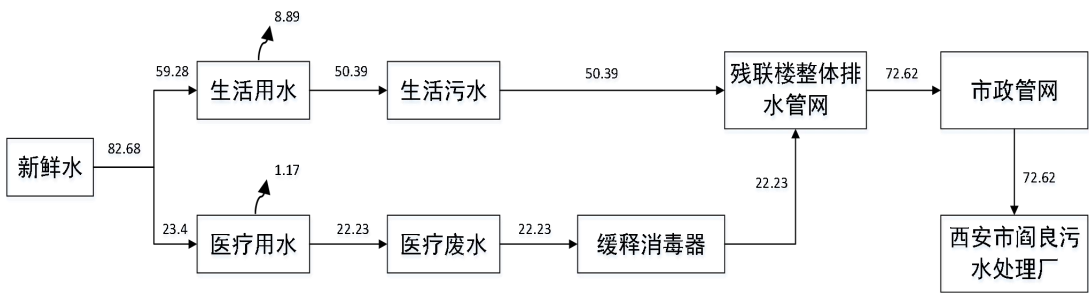 8.89
59.28
生活用水
50.39
生活污水
50.39
残联楼整体排
水管网
72.62
市政管网
新鲜水
82.68
72.62
1.17
22.23
23.4
医疗用水
22.23
医疗废水
22.23
缓释消毒器
西安市阎良污
水处理厂